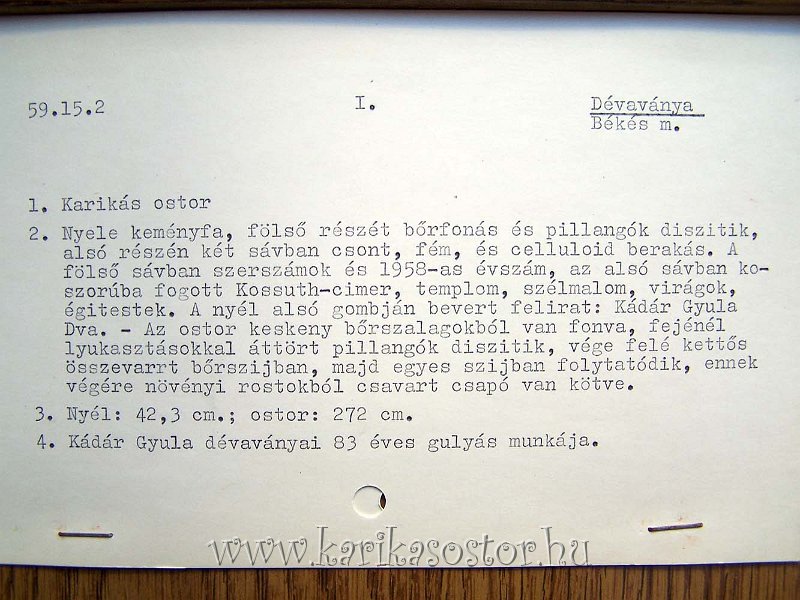 59.15.2 I. Dévaványa
Békés m.
1. Karikás ostor
2. Nyele keményfa, fölső részét bőrfonás és pillangók diszitik,
alsó részén két sávban csont, fém, és celluloid berakás. A
fölső sávban szerszámok és 1958-as évszám, az alsó sávban ko-
szorúba fogott Kossuth-cimer, templom, szélmalom, virágok,
égitestek. A nyél alsó gombján bevert felirat: Kádár Gyula
Dva. - Az ostor keskeny bőrszalagokból van fonva, fejénél
lyukasztásokkal áttört pillangók diszitik, vége felé kettős
összevarrt bőrszijban, majd egyes szijban folytatódik, ennek
végére növényi rostokból csavart csapó van kötve.
3. Nyél: 42,3 cm.; ostor: 272 cm.
4. Kádár Gyula dévaványai 83 éves gulyás munkája.
www.karikasostor.hu